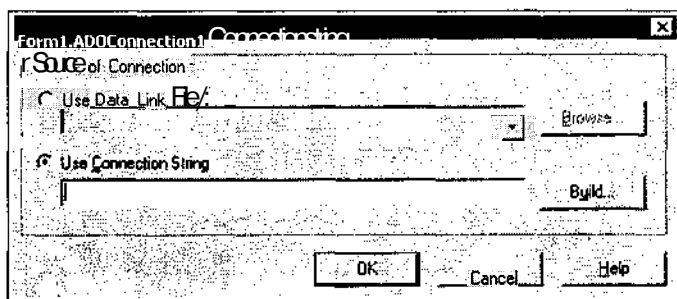 Form1.ADOConnection1 Connectionstring
Source of Connection
Use Data Link File/:
Browse
Use Connection String
Build...
OK Cancel Help